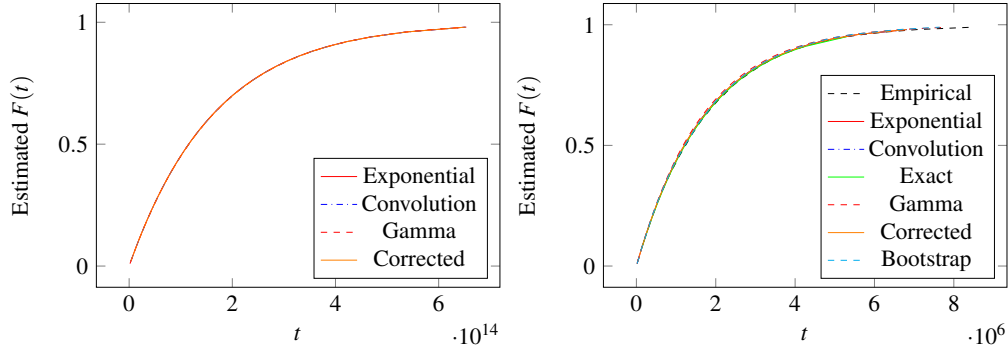 1
0.5
0
Estimated F(t)
Exponential
Convolution
Gamma
Corrected
0 2 4 6
t
·10^14
1
0.5
0
Estimated F(t)
Empirical
Exponential
Convolution
Exact
Gamma
Corrected
Bootstrap
0 2 4 6 8
t
·10^6